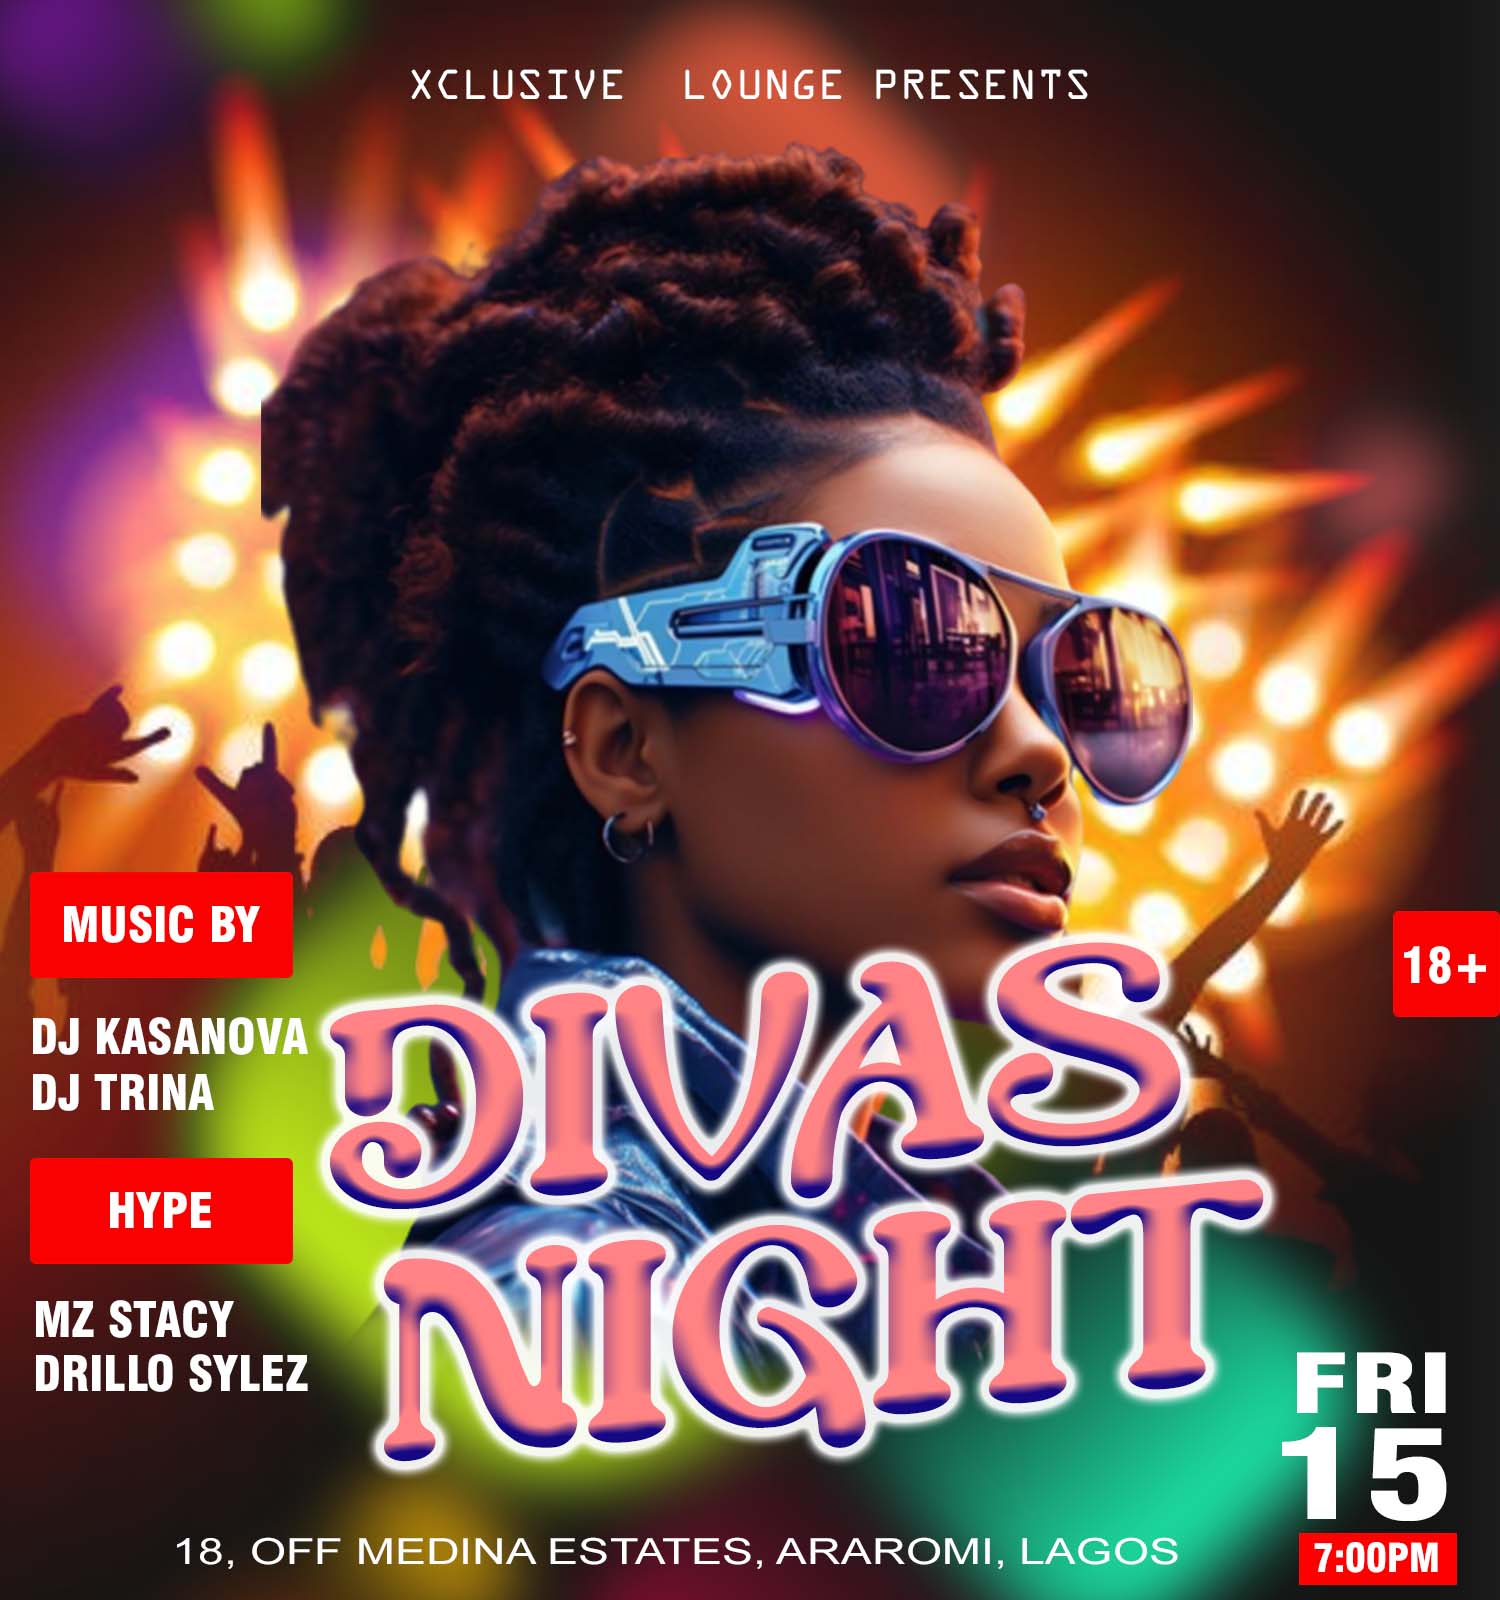 XCLUSIVE LOUNGE PRESENTS
MUSIC BY
DJ KASANOVA
DJ TRINA
HYPE
MZ STACY
DRILLO SYLEZ
18+
DIVAS
NIGHT
FRI
15
7:00PM
18, OFF MEDINA ESTATES, ARAROMI, LAGOS